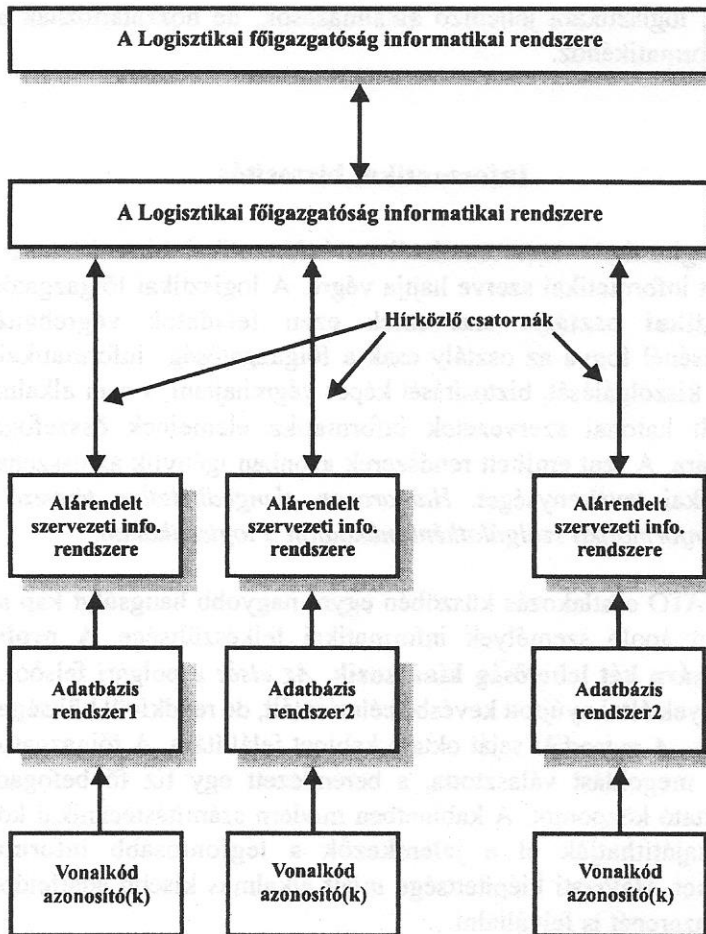 A Logisztikai főigazgatóság informatikai rendszere
A Logisztikai főigazgatóság informatikai rendszere
Hírközlő csatornák
Alárendelt
szervezeti info.
rendszere
Alárendelt
szervezeti info.
rendszere
Alárendelt
szervezeti info.
rendszere
Adatbázis
rendszer1
Adatbázis
rendszer2
Adatbázis
rendszer2
Vonalkód
azonosító(k)
Vonalkód
azonosító(k)
Vonalkód
azonosító(k)